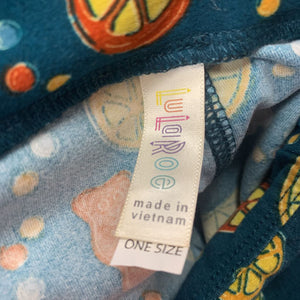 LuLaRoe
made in
vietnam
ONE SIZE